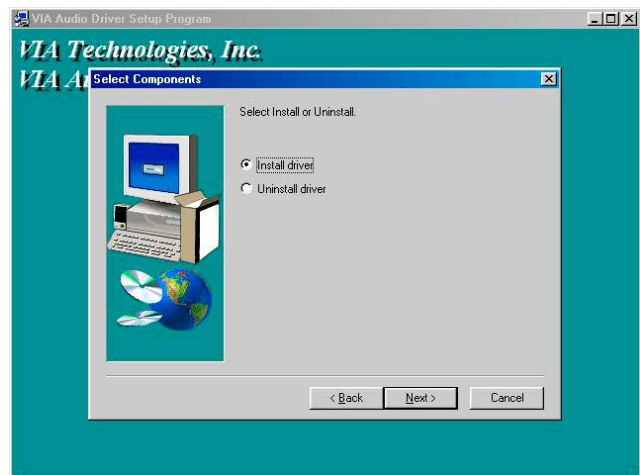 VIA Audio Driver Setup Program
VIA Technologies, Inc.
VIA
Select Components
Select Install or Uninstall.
Install driver
Uninstall driver
< Back
Next >
Cancel